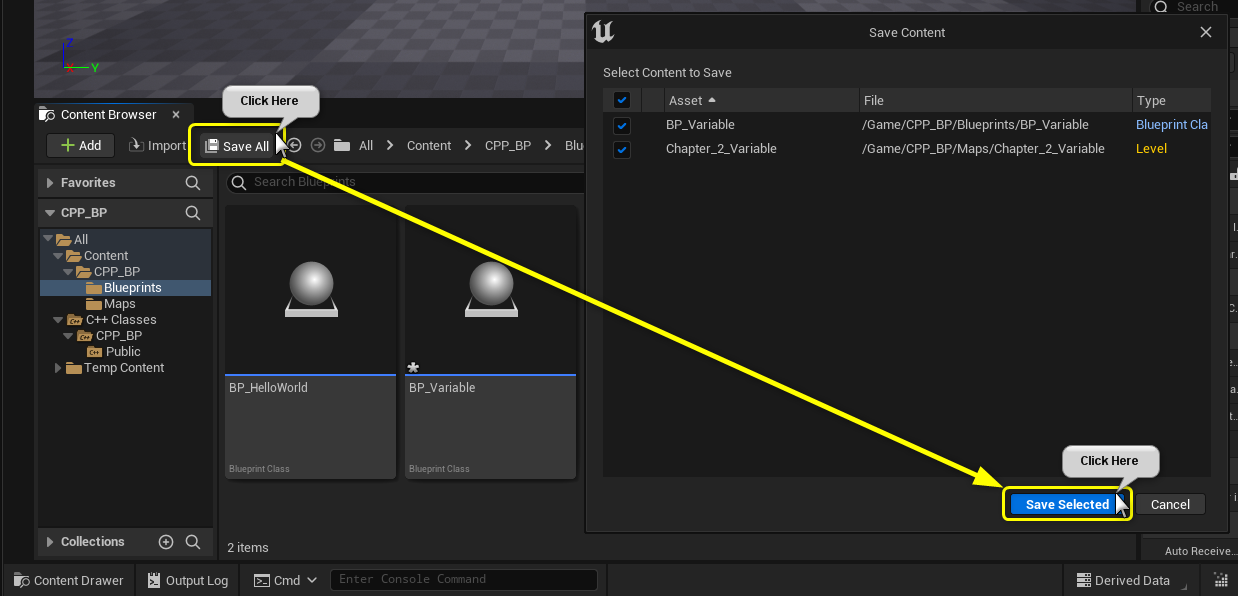 Search
Save Content
Select Content to Save
Asset File Type
BP_Variable /Game/CPP_BP/Blueprints/BP_Variable Blueprint Cla
Chapter_2_Variable /Game/CPP_BP/Maps/Chapter_2_Variable Level
Click Here
Save Selected Cancel
Z
X Y
Content Browser
Click Here
Add Import Save All All Content CPP_BP Blu
Favorites
Search Blueprints
CPP_BP
All
Content
CPP_BP
Blueprints
Maps
C++ Classes
CPP_BP
Public
Temp Content
BP_HelloWorld
Blueprint Class
BP_Variable
Blueprint Class
Collections
2 items
Auto Receive...
Content Drawer Output Log Cmd Enter Console Command Derived Data